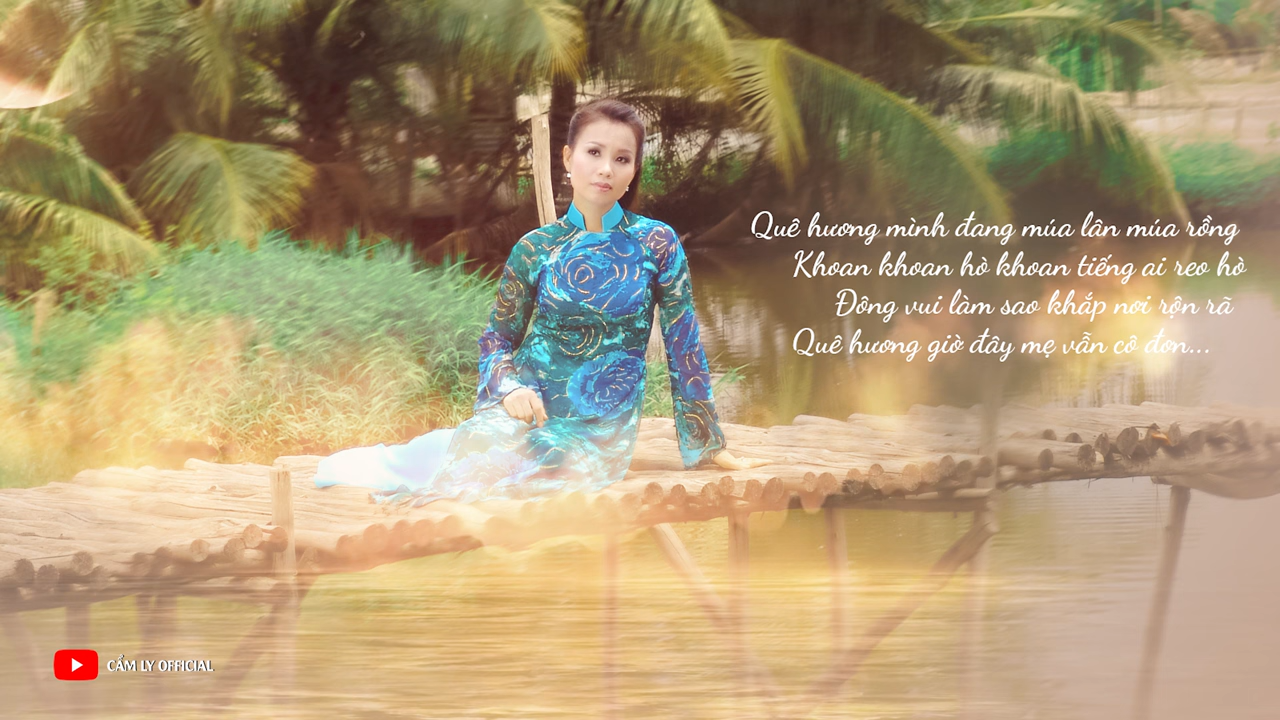 Quê hương mình đang múa lân múa rồng
Khoan khoan hò khoan tiếng ai reo hò
Đông vui làm sao khắp nơi rộn rã
Quê hương giờ đây mẹ vẫn cô đơn...
CẨM LY OFFICIAL